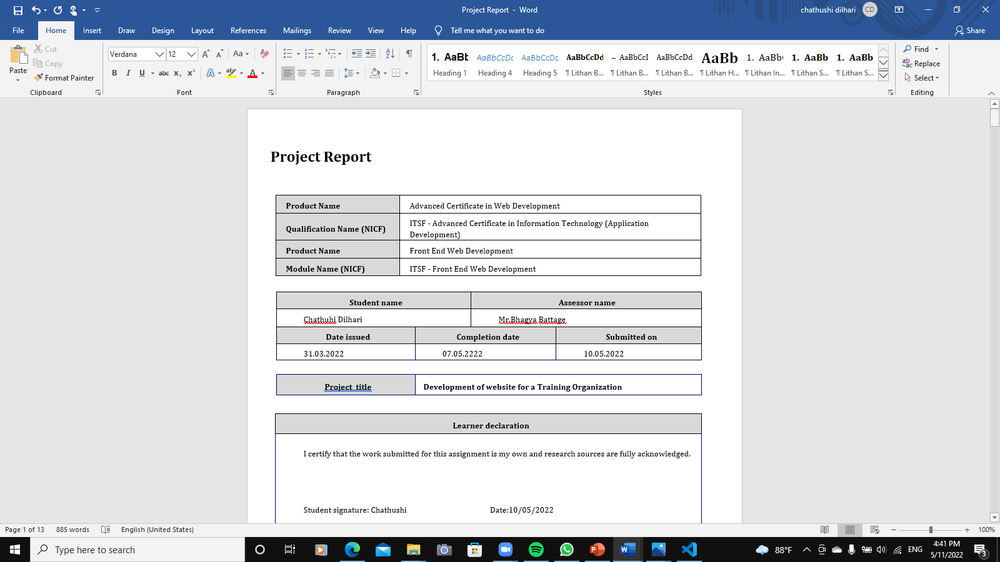 Project Report - Word
chathushi dilhari CD
File Home Insert Draw Design Layout References Mailings Review View Help Tell me what you want to do Share
Paste
Cut
Copy
Format Painter
Clipboard
Verdana 12
Font
Paragraph
1. AaBb AaBbCcDc AaBbCcDc AaBbCcDd – AaBbCcI AaBbCcDd AaBb 1. AaBb 1. AaBb 1. AaBb
Heading 1 Heading 4 Heading 5 ¶ Lithan B... ¶ Lithan B... ¶ Lithan B... ¶ Lithan H... ¶ Lithan In... ¶ Lithan S... ¶ Lithan S...
Styles
Find
Replace
Select
Editing
Project Report
Product Name Advanced Certificate in Web Development
Qualification Name (NICF) ITSF - Advanced Certificate in Information Technology (Application
Development)
Product Name Front End Web Development
Module Name (NICF) ITSF - Front End Web Development
Student name Assessor name
Chathuhi Dilhari Mr.Bhagya Battage
Date issued Completion date Submitted on
31.03.2022 07.05.2222 10.05.2022
Project title Development of website for a Training Organization
Learner declaration
I certify that the work submitted for this assignment is my own and research sources are fully acknowledged.
Student signature: Chathushi Date:10/05/2022
Page 1 of 13 885 words English (United States) 100%
Type here to search
88°F ENG 4:41 PM
5/11/2022 3